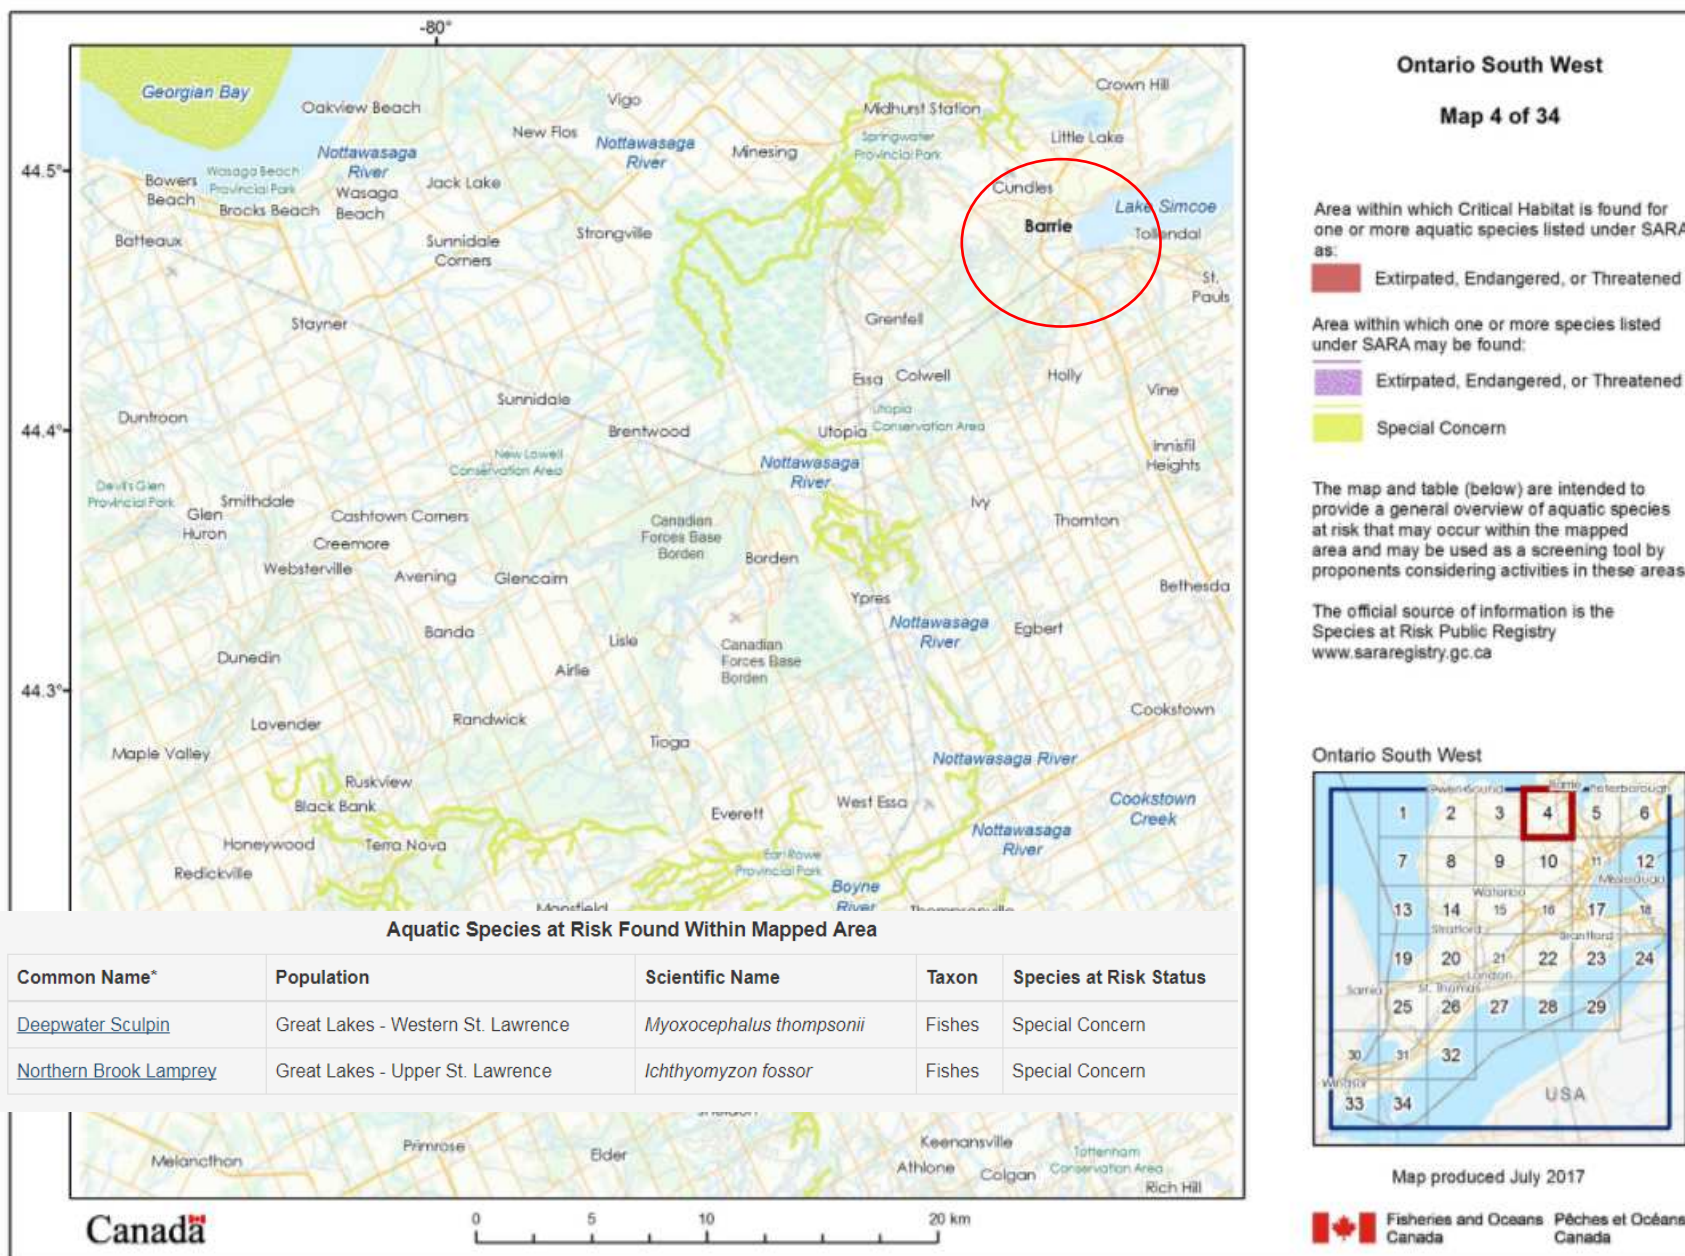 -80°
44.5°
44.4°
44.3°
Georgian Bay
Oakview Beach
Vigo
New Flos
Nottawasaga
River
Nottawasaga
River
Minesing
Midhurst Station
Springwater
Provincial Park
Crown Hill
Little Lake
Wasaga Beach
Provincial Park
Bowers
Beach
Brocks Beach
Wasaga
Beach
Jack Lake
Cundles
Barrie
Lake Simcoe
Tollendal
Batteaux
Sunnidale
Corners
Strongville
St.
Pauls
Stayner
Grenfell
Essa
Colwell
Holly
Vine
Duntroon
Sunnidale
Brentwood
Utopia
Utopia
Conservation Area
Innisfil
Heights
New Lowell
Conservation Area
Nottawasaga
River
Devil's Glen
Provincial Park
Smithdale
Glen
Huron
Cashtown Corners
Creemore
Canadian
Forces Base
Borden
Ivy
Thornton
Websterville
Avening
Glencairn
Borden
Bethesda
Ypres
Nottawasaga
River
Egbert
Banda
Lisle
Canadian
Forces Base
Borden
Dunedin
Airlie
Lavender
Randwick
Cookstown
Maple Valley
Tioga
Nottawasaga River
Ruskview
Black Bank
Everett
West Essa
Cookstown
Creek
Nottawasaga
River
Honeywood
Terra Nova
Earl Rowe
Provincial Park
Redickville
Boyne
River
Mansfield
Thompsonville
Aquatic Species at Risk Found Within Mapped Area
Common Name* Population Scientific Name Taxon Species at Risk Status
Deepwater Sculpin Great Lakes - Western St. Lawrence Myoxocephalus thompsonii Fishes Special Concern
Northern Brook Lamprey Great Lakes - Upper St. Lawrence Ichthyomyzon fossor Fishes Special Concern
Sheldon
Melancthon
Primrose
Elder
Keenansville
Athlone
Colgan
Tottenham
Conservation Area
Rich Hill
Canada
0 5 10 20 km
Ontario South West
Map 4 of 34
Area within which Critical Habitat is found for
one or more aquatic species listed under SARA
as:
Extirpated, Endangered, or Threatened
Area within which one or more species listed
under SARA may be found:
Extirpated, Endangered, or Threatened
Special Concern
The map and table (below) are intended to
provide a general overview of aquatic species
at risk that may occur within the mapped
area and may be used as a screening tool by
proponents considering activities in these areas
The official source of information is the
Species at Risk Public Registry
www.sararegistry.gc.ca
Ontario South West
Owen Sound Barrie Peterborough
1 2 3 4 5 6
7 8 9 10 11 12
Mississauga
Waterloo
13 14 15 16 17 18
Stratford Brantford
19 20 21 22 23 24
London
Sarnia St. Thomas
25 26 27 28 29
30 31 32
Windsor
33 34 USA
Map produced July 2017
Fisheries and Oceans Pêches et Océans
Canada Canada